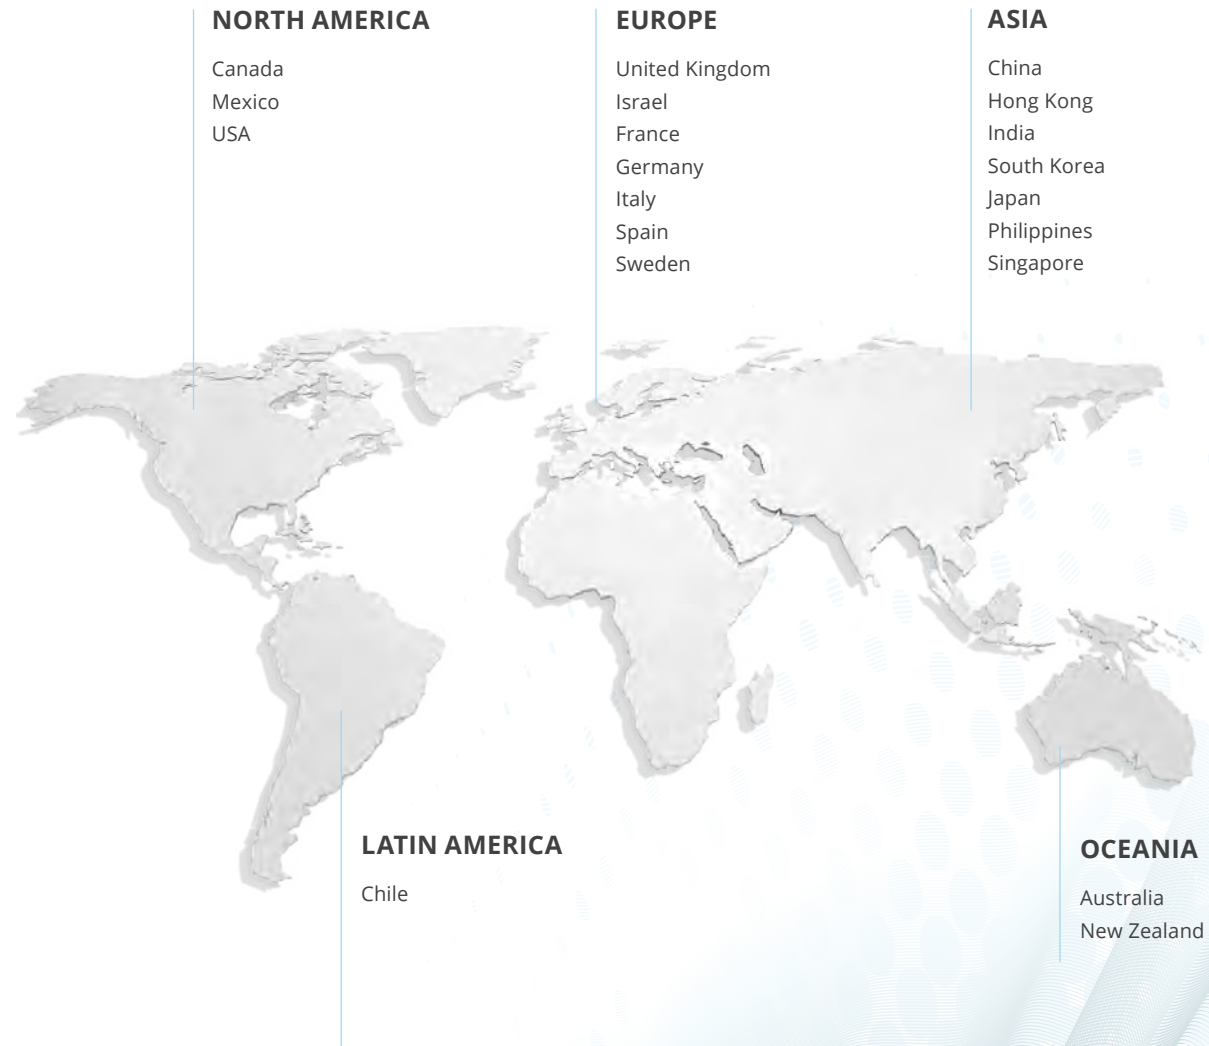 NORTH AMERICA
Canada
Mexico
USA
EUROPE
United Kingdom
Israel
France
Germany
Italy
Spain
Sweden
ASIA
China
Hong Kong
India
South Korea
Japan
Philippines
Singapore
LATIN AMERICA
Chile
OCEANIA
Australia
New Zealand